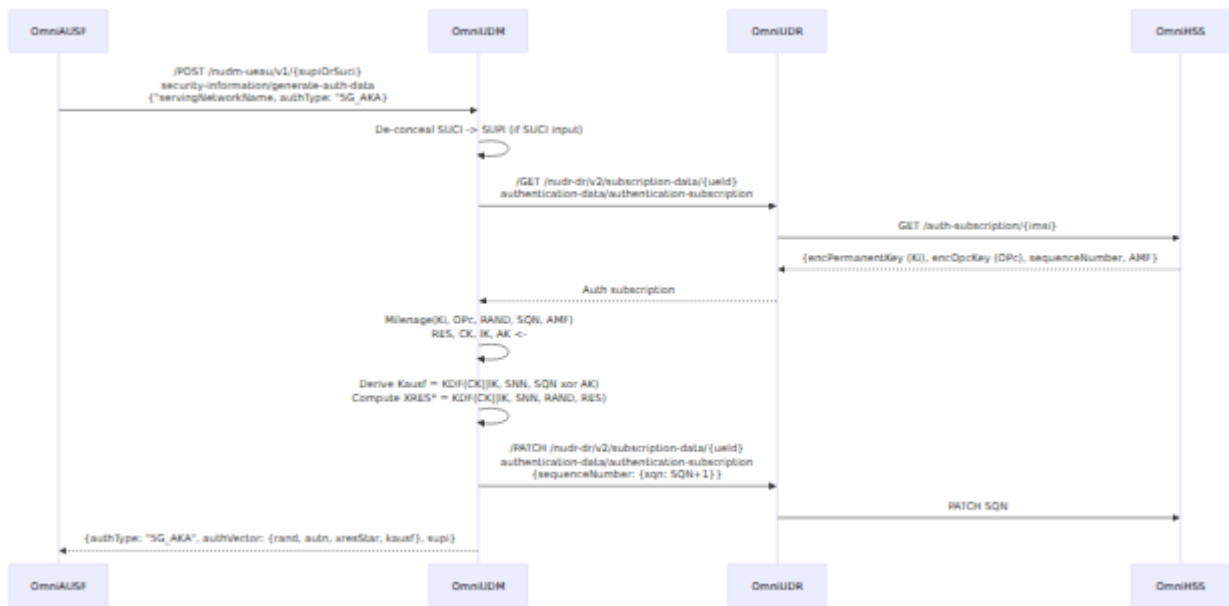 OmniAUSF
OmniUDM
OmniUDR
OmniHSS
/POST /nudm-ueau/v1/{supiOrSuci}
security-information/generate-auth-data
{"servingNetworkName, authType: "5G_AKA}
De-conceal SUCI -> SUPI (if SUCI input)
/GET /nudr-dr/v2/subscription-data/{ueId}
authentication-data/authentication-subscription
GET /auth-subscription/{imsi}
{encPermanentKey (Ki), encOpcKey (OPc), sequenceNumber, AMF}
Auth subscription
Milenage(Ki, OPc, RAND, SQN, AMF)
RES, CK, IK, AK <-
Derive Kausf = KDF(CK||IK, SNN, SQN xor AK)
Compute XRES* = KDF(CK||IK, SNN, RAND, RES)
/PATCH /nudr-dr/v2/subscription-data/{ueId}
authentication-data/authentication-subscription
{sequenceNumber: {sqn: SQN+1}}
PATCH SQN
{authType: "5G_AKA", authVector: {rand, autn, xresStar, kausf}, supi}
OmniAUSF
OmniUDM
OmniUDR
OmniHSS